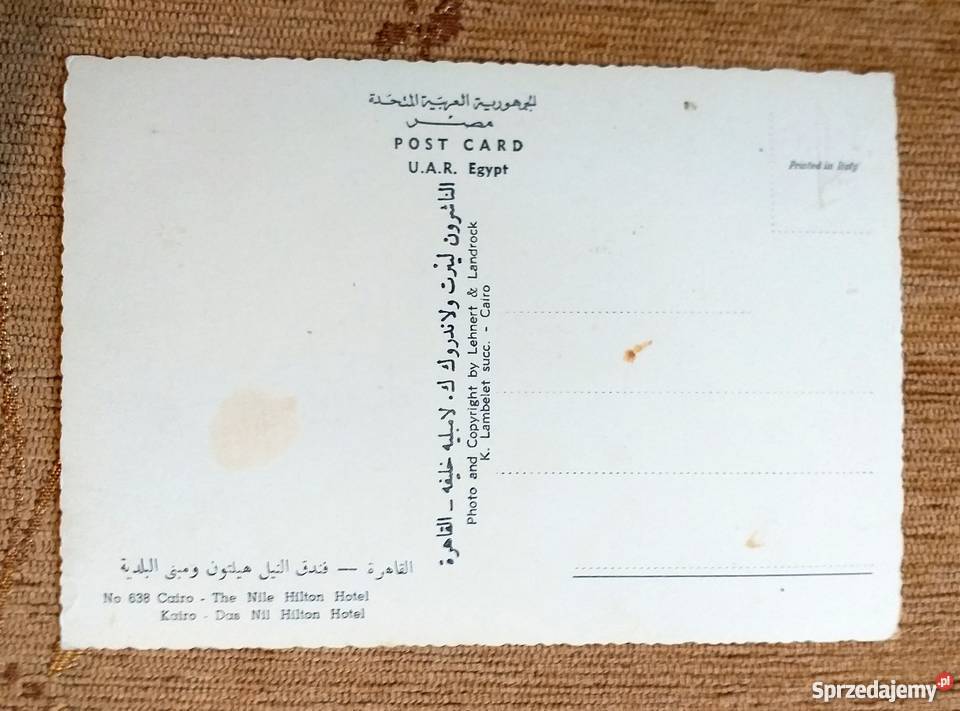 الجمهورية العربية المتحدة
مصر
POST CARD
U.A.R. Egypt
Printed in Italy
الناشرون لينرت ولاندروك ك. لامبليه خليفه – القاهرة
Photo and Copyright by Lehnert & Landrock
K. Lambelet succ. - Cairo
القاهرة — فندق النيل هيلتون ومبنى البلدية
No 638 Cairo - The Nile Hilton Hotel
Kairo - Das Nil Hilton Hotel
Sprzedajemy.pl